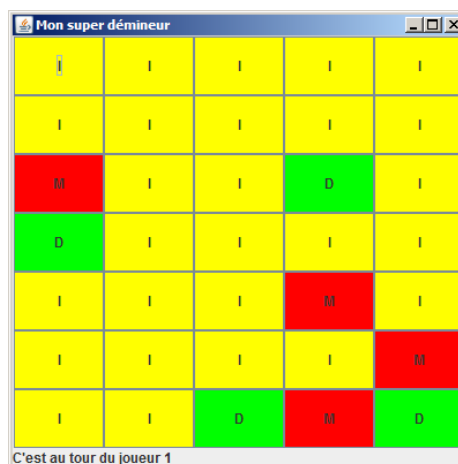 Mon super démineur
I I I I I
I I I I I
M I I D I
D I I I I
I I I M I
I I I I M
I I D M D
C'est au tour du joueur 1